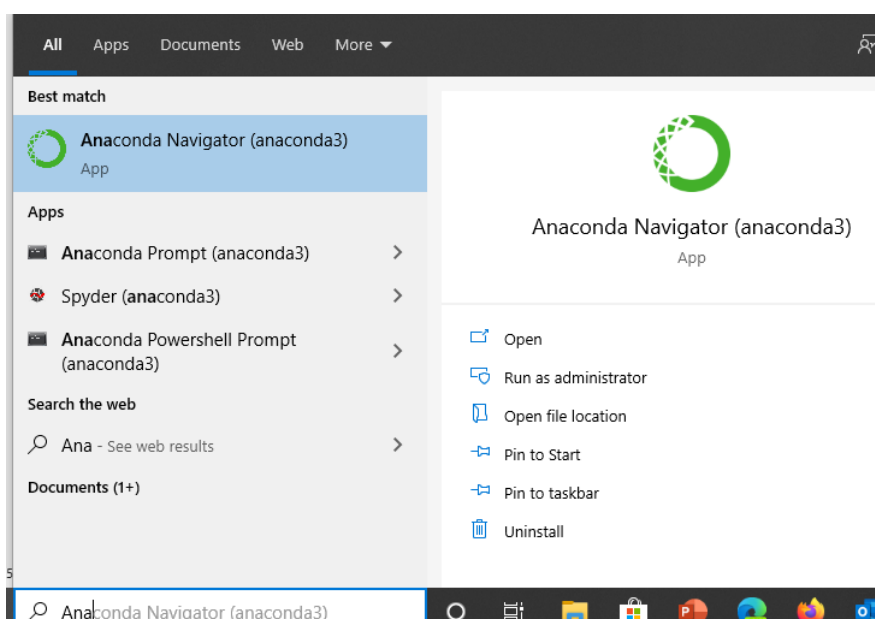 All Apps Documents Web More
Best match
Anaconda Navigator (anaconda3)
App
Apps
Anaconda Prompt (anaconda3)
Spyder (anaconda3)
Anaconda Powershell Prompt
(anaconda3)
Search the web
Ana - See web results
Documents (1+)
Anaconda Navigator (anaconda3)
App
Open
Run as administrator
Open file location
Pin to Start
Pin to taskbar
Uninstall
5
Anaconda Navigator (anaconda3)